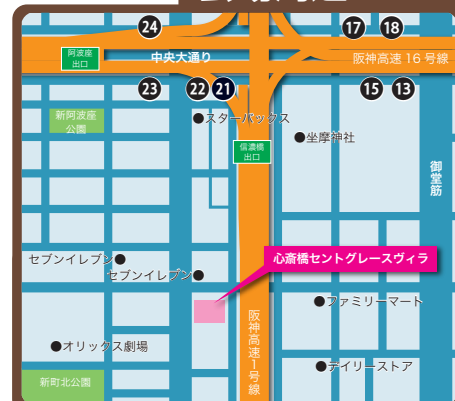 24
17
18
阿波座
出口
中央大通り
阪神高速 16 号線
23
22
21
15
13
新阿波座
公園
●スターバックス
信濃橋
出口
●坐摩神社
御堂筋
セブンイレブン●
セブンイレブン●
心斎橋セントグレースヴィラ
●ファミリーマート
阪神高速1号線
●オリックス劇場
●デイリーストア
新町北公園